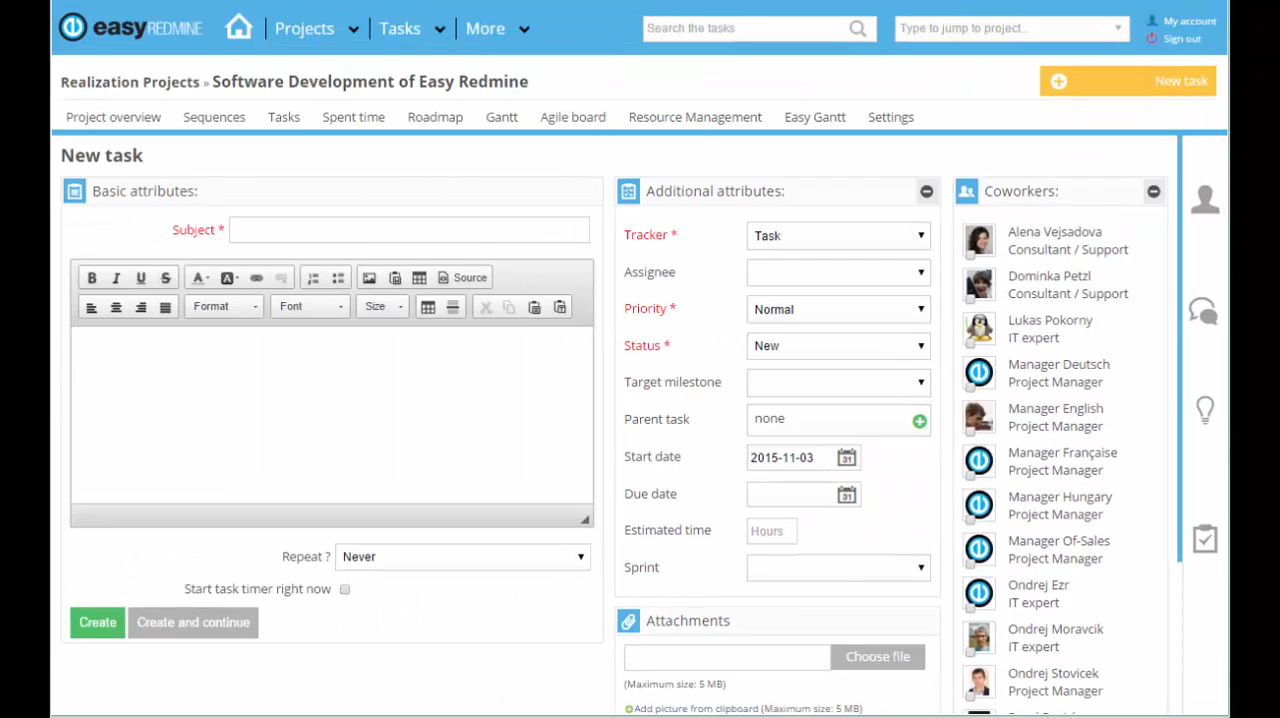 easyREDMINE
Projects
Tasks
More
Search the tasks
Type to jump to project...
My account
Sign out
Realization Projects » Software Development of Easy Redmine
New task
Project overview
Sequences
Tasks
Spent time
Roadmap
Gantt
Agile board
Resource Management
Easy Gantt
Settings
New task
Basic attributes:
Subject *
B I U S A A Source
Format Font Size
Repeat ? Never
Start task timer right now
Create
Create and continue
Additional attributes:
Tracker * Task
Assignee
Priority * Normal
Status * New
Target milestone
Parent task none
Start date 2015-11-03 31
Due date 31
Estimated time Hours
Sprint
Attachments
Choose file
(Maximum size: 5 MB)
Add picture from clipboard (Maximum size: 5 MB)
Coworkers:
Alena Vejsadova
Consultant / Support
Dominka Petzl
Consultant / Support
Lukas Pokorny
IT expert
Manager Deutsch
Project Manager
Manager English
Project Manager
Manager Française
Project Manager
Manager Hungary
Project Manager
Manager Of-Sales
Project Manager
Ondrej Ezr
IT expert
Ondrej Moravcik
IT expert
Ondrej Stovicek
Project Manager